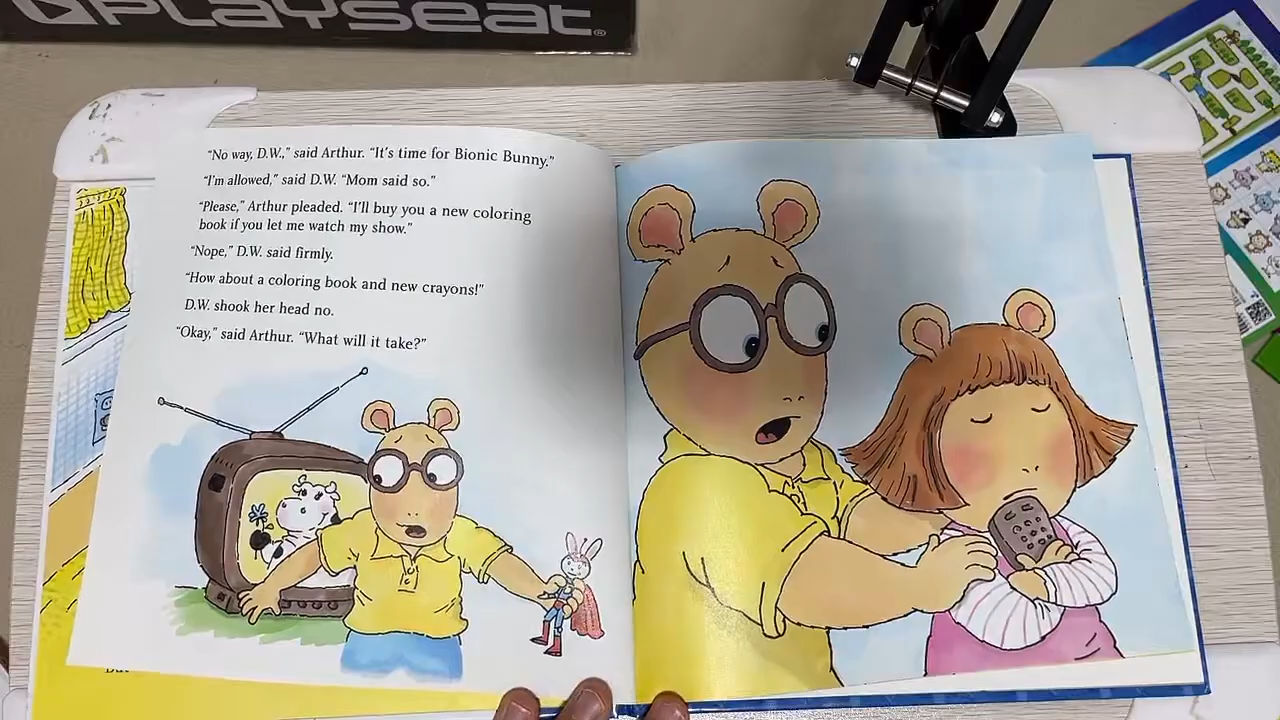 PLAYSEAT®
"No way, D.W.," said Arthur. "It's time for Bionic Bunny."
"I'm allowed," said D.W. "Mom said so."
"Please," Arthur pleaded. "I'll buy you a new coloring
book if you let me watch my show."
"Nope," D.W. said firmly.
"How about a coloring book and new crayons!"
D.W. shook her head no.
"Okay," said Arthur. "What will it take?"